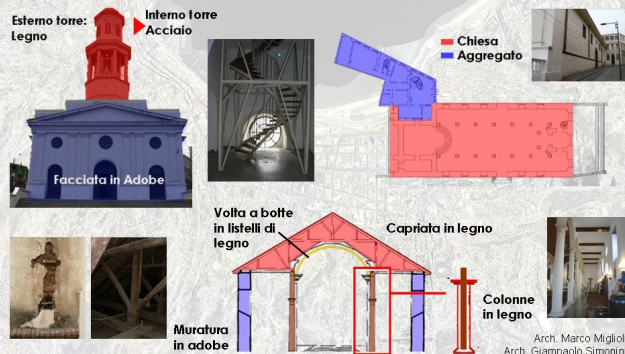 Esterno torre:
Legno
Interno torre
Acciaio
Chiesa
Aggregato
Facciata in Adobe
Volta a botte
in listelli di
legno
Capriata in legno
Muratura
in adobe
Colonne
in legno
Arch. Marco Migliol
Arch. Giampaolo Simonin